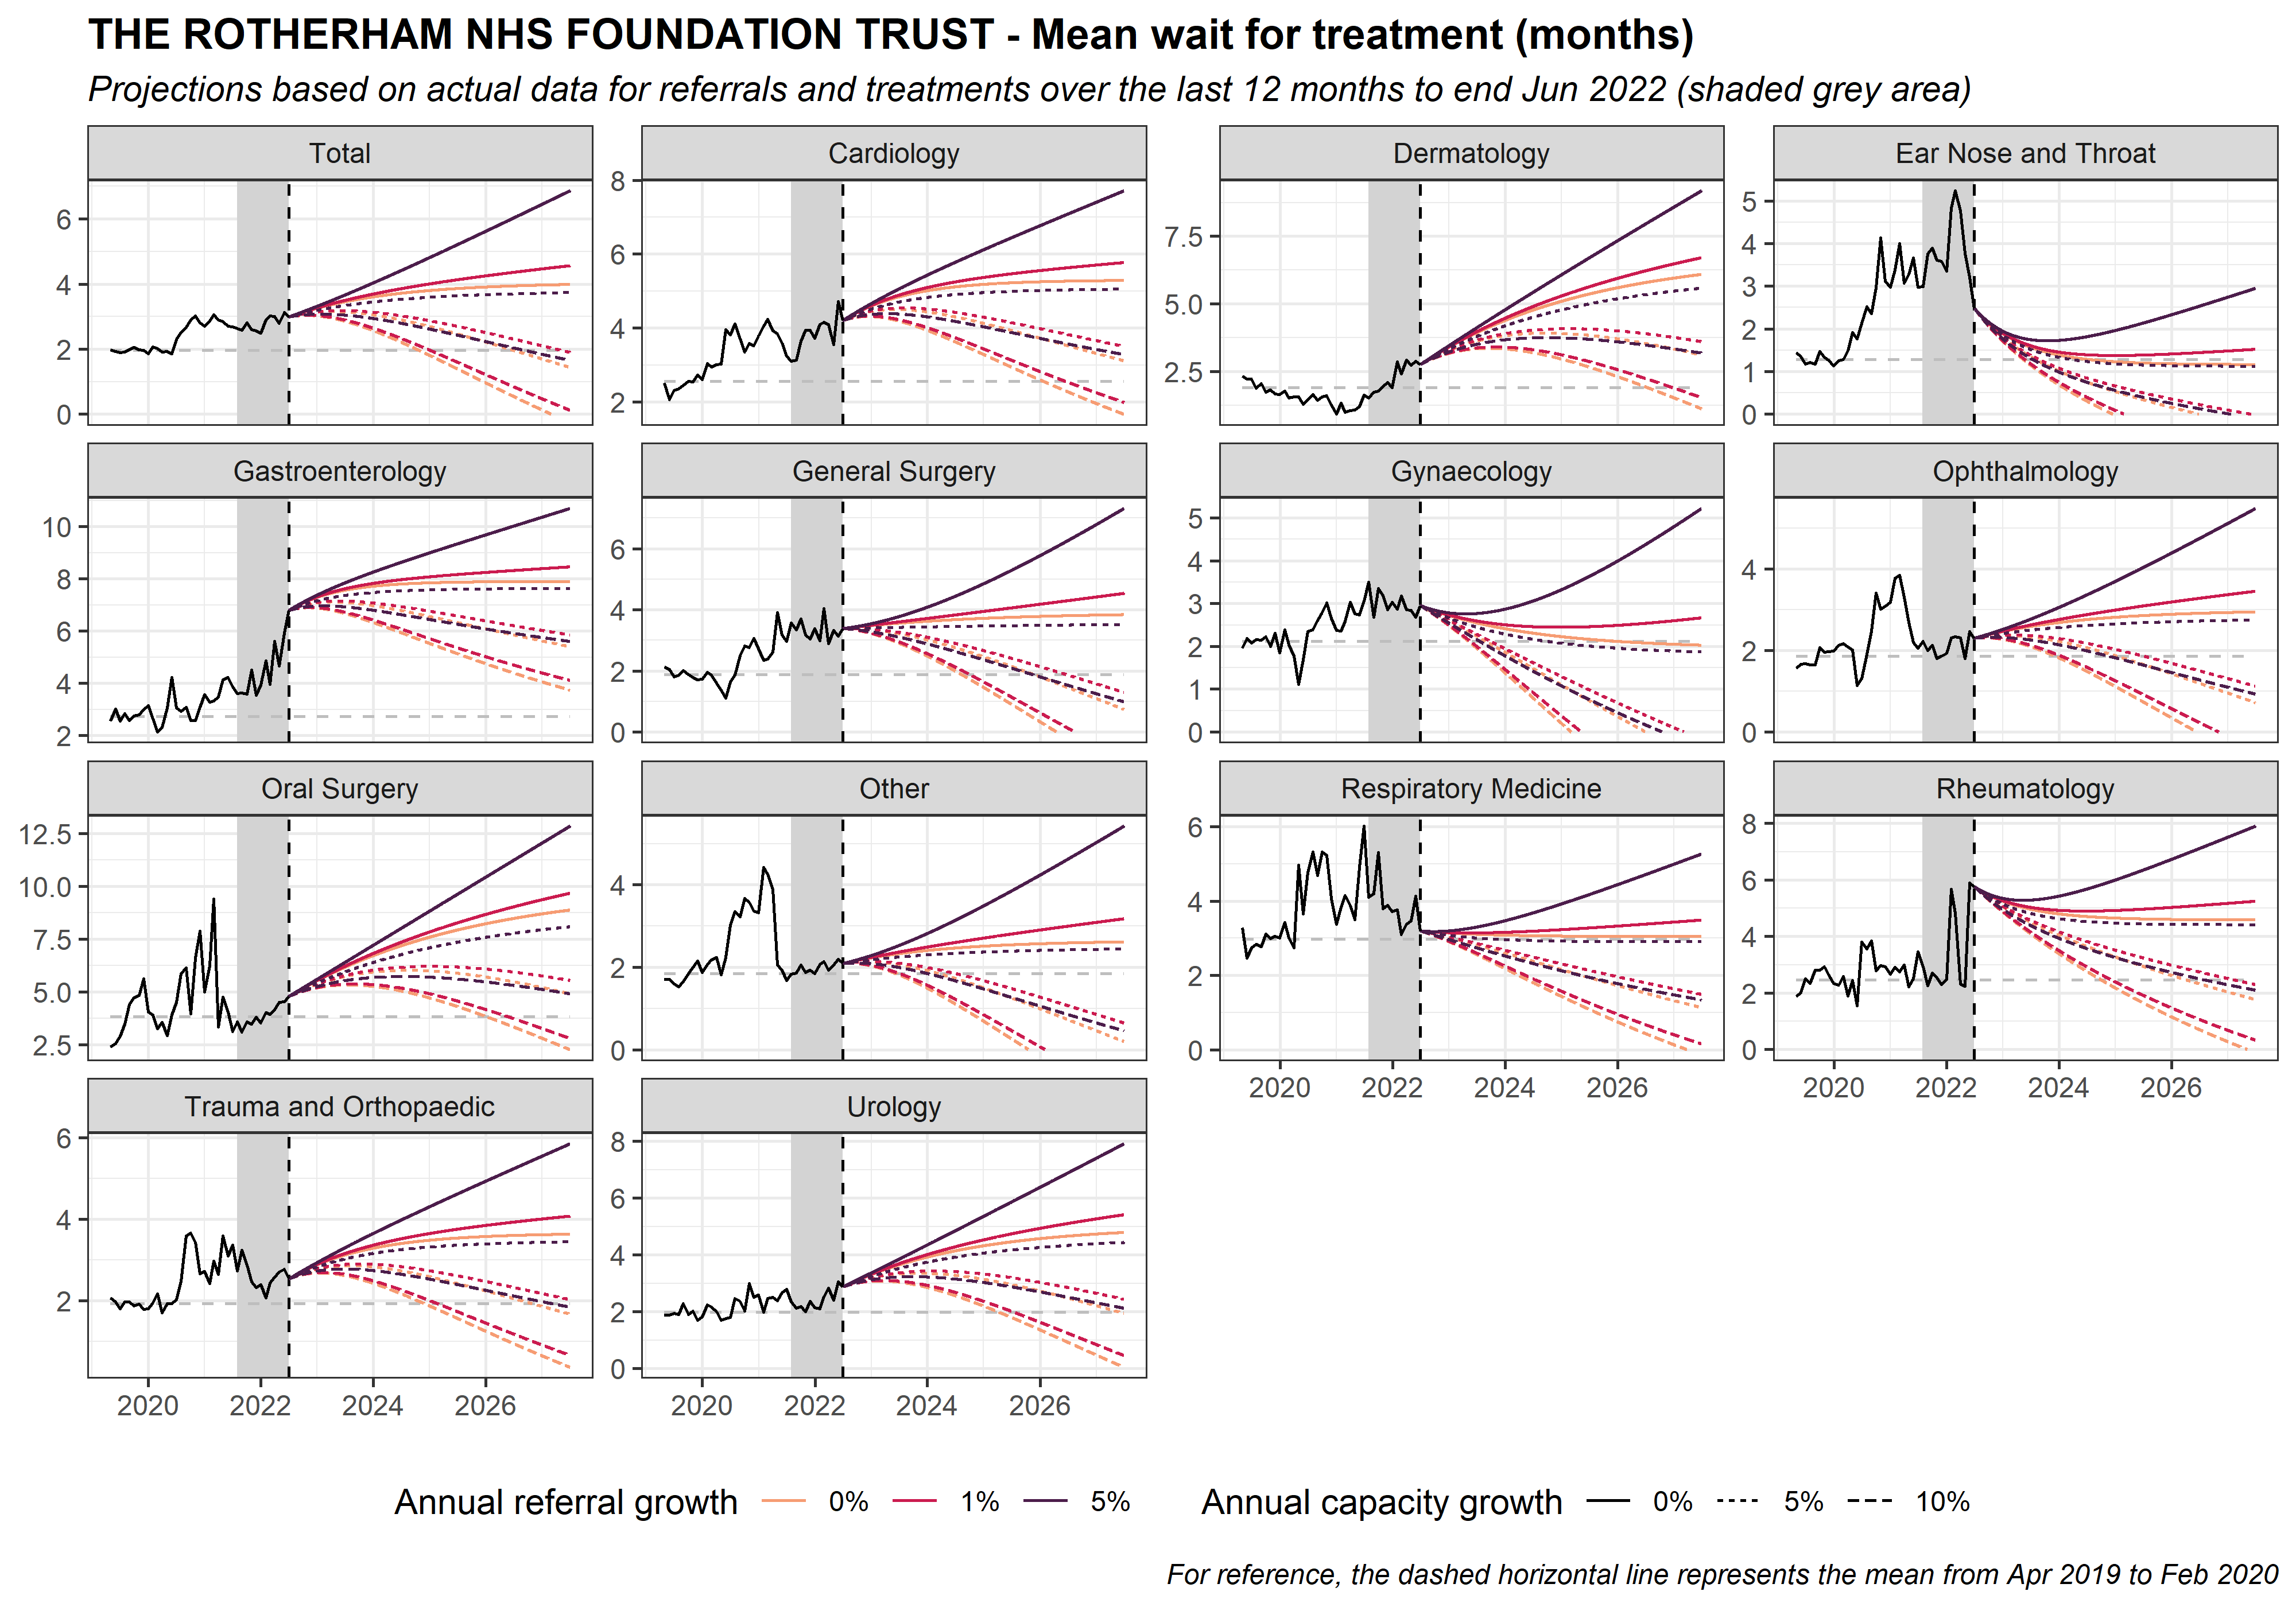 THE ROTHERHAM NHS FOUNDATION TRUST - Mean wait for treatment (months)
Projections based on actual data for referrals and treatments over the last 12 months to end Jun 2022 (shaded grey area)
Total
Cardiology
Dermatology
Ear Nose and Throat
6
4
2
0
8
6
4
2
7.5
5.0
2.5
5
4
3
2
1
0
Gastroenterology
General Surgery
Gynaecology
Ophthalmology
10
8
6
4
2
6
4
2
0
5
4
3
2
1
0
4
2
0
Oral Surgery
Other
Respiratory Medicine
Rheumatology
12.5
10.0
7.5
5.0
2.5
4
2
0
6
4
2
0
8
6
4
2
0
2020 2022 2024 2026
2020 2022 2024 2026
Trauma and Orthopaedic
Urology
6
4
2
8
6
4
2
0
2020 2022 2024 2026
2020 2022 2024 2026
Annual referral growth 0% 1% 5% Annual capacity growth 0% 5% 10%
For reference, the dashed horizontal line represents the mean from Apr 2019 to Feb 2020